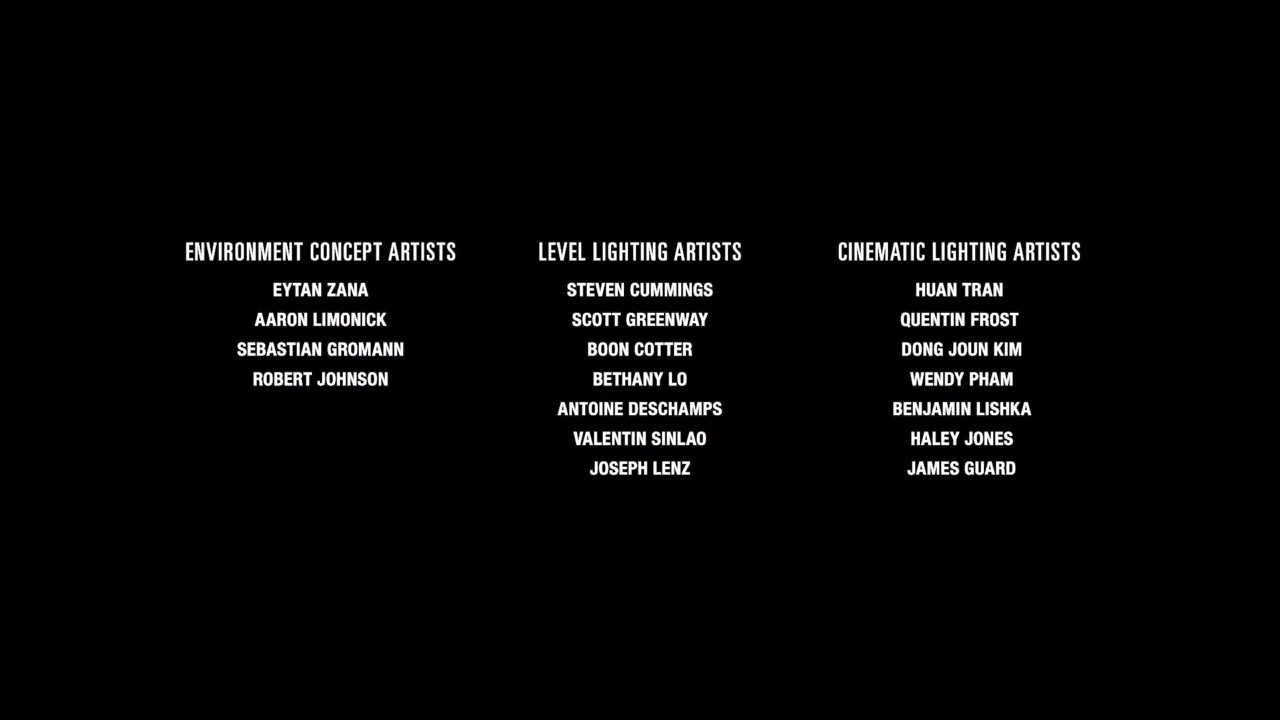 ENVIRONMENT CONCEPT ARTISTS
EYTAN ZANA
AARON LIMONICK
SEBASTIAN GROMANN
ROBERT JOHNSON
LEVEL LIGHTING ARTISTS
STEVEN CUMMINGS
SCOTT GREENWAY
BOON COTTER
BETHANY LO
ANTOINE DESCHAMPS
VALENTIN SINLAO
JOSEPH LENZ
CINEMATIC LIGHTING ARTISTS
HUAN TRAN
QUENTIN FROST
DONG JOUN KIM
WENDY PHAM
BENJAMIN LISHKA
HALEY JONES
JAMES GUARD